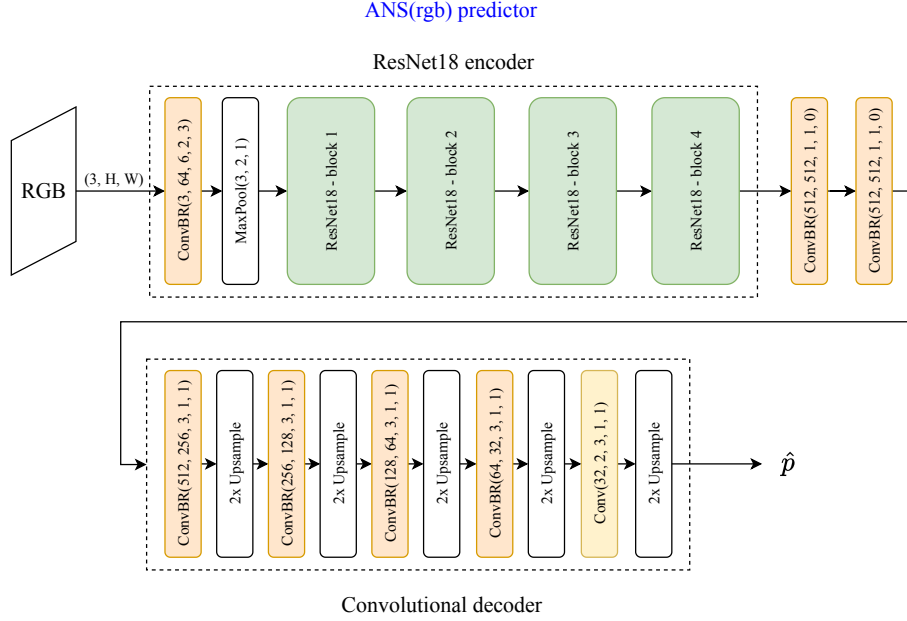 ANS(rgb) predictor
ResNet18 encoder
RGB
(3, H, W)
ConvBR(3, 64, 6, 2, 3)
MaxPool(3, 2, 1)
ResNet18 - block 1
ResNet18 - block 2
ResNet18 - block 3
ResNet18 - block 4
ConvBR(512, 512, 1, 1, 0)
ConvBR(512, 512, 1, 1, 0)
ConvBR(512, 256, 3, 1, 1)
2x Upsample
ConvBR(256, 128, 3, 1, 1)
2x Upsample
ConvBR(128, 64, 3, 1, 1)
2x Upsample
ConvBR(64, 32, 3, 1, 1)
2x Upsample
Conv(32, 2, 3, 1, 1)
2x Upsample
p̂
Convolutional decoder